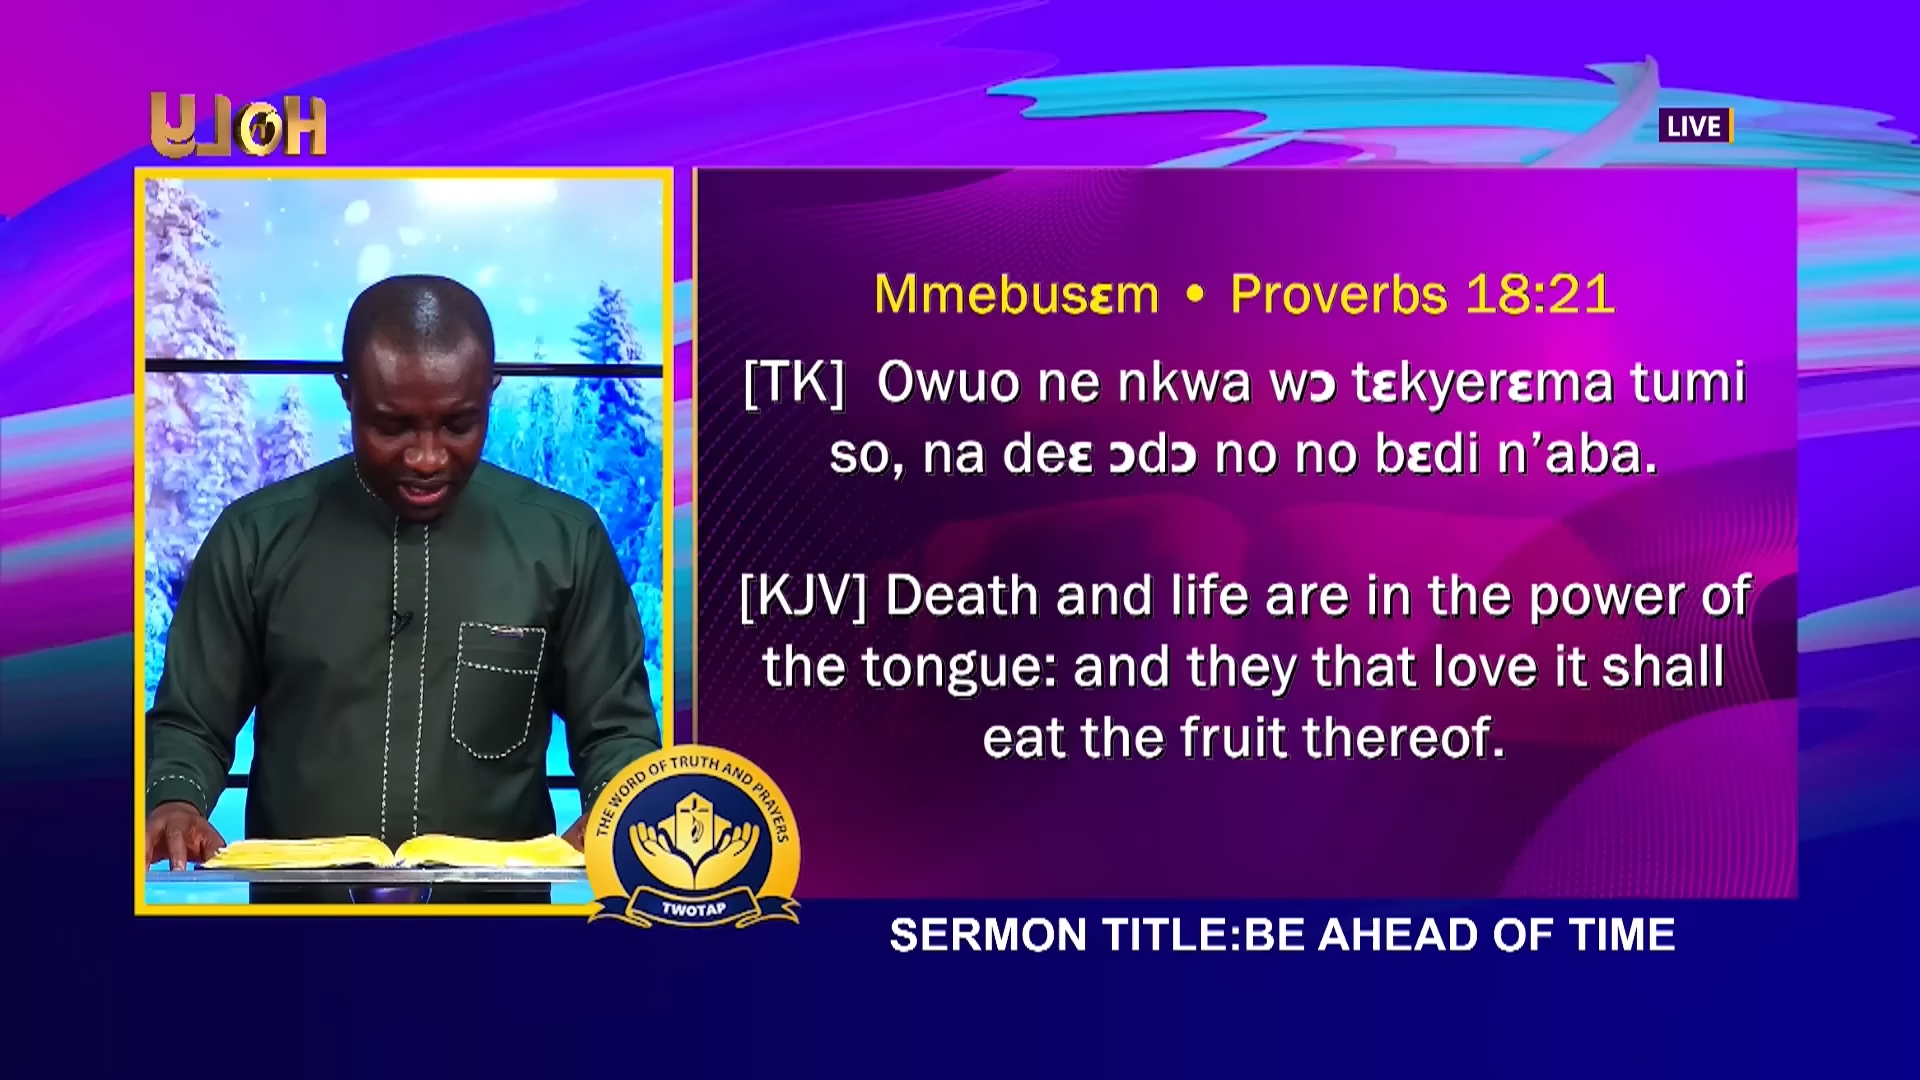 LIVE
Mmebusɛm • Proverbs 18:21
[TK] Owuo ne nkwa wɔ tɛkyerɛma tumi
so, na deɛ ɔdɔ no no bɛdi n’aba.
[KJV] Death and life are in the power of
the tongue: and they that love it shall
eat the fruit thereof.
THE WORD OF TRUTH AND PRAYERS
TWOTAP
SERMON TITLE:BE AHEAD OF TIME